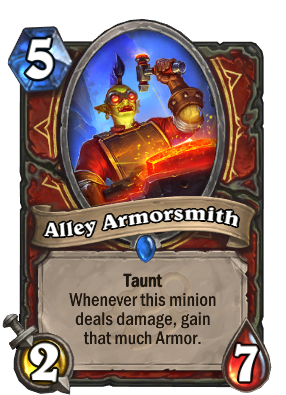 5
Alley Armorsmith
Taunt
Whenever this minion
deals damage, gain
that much Armor.
2
7